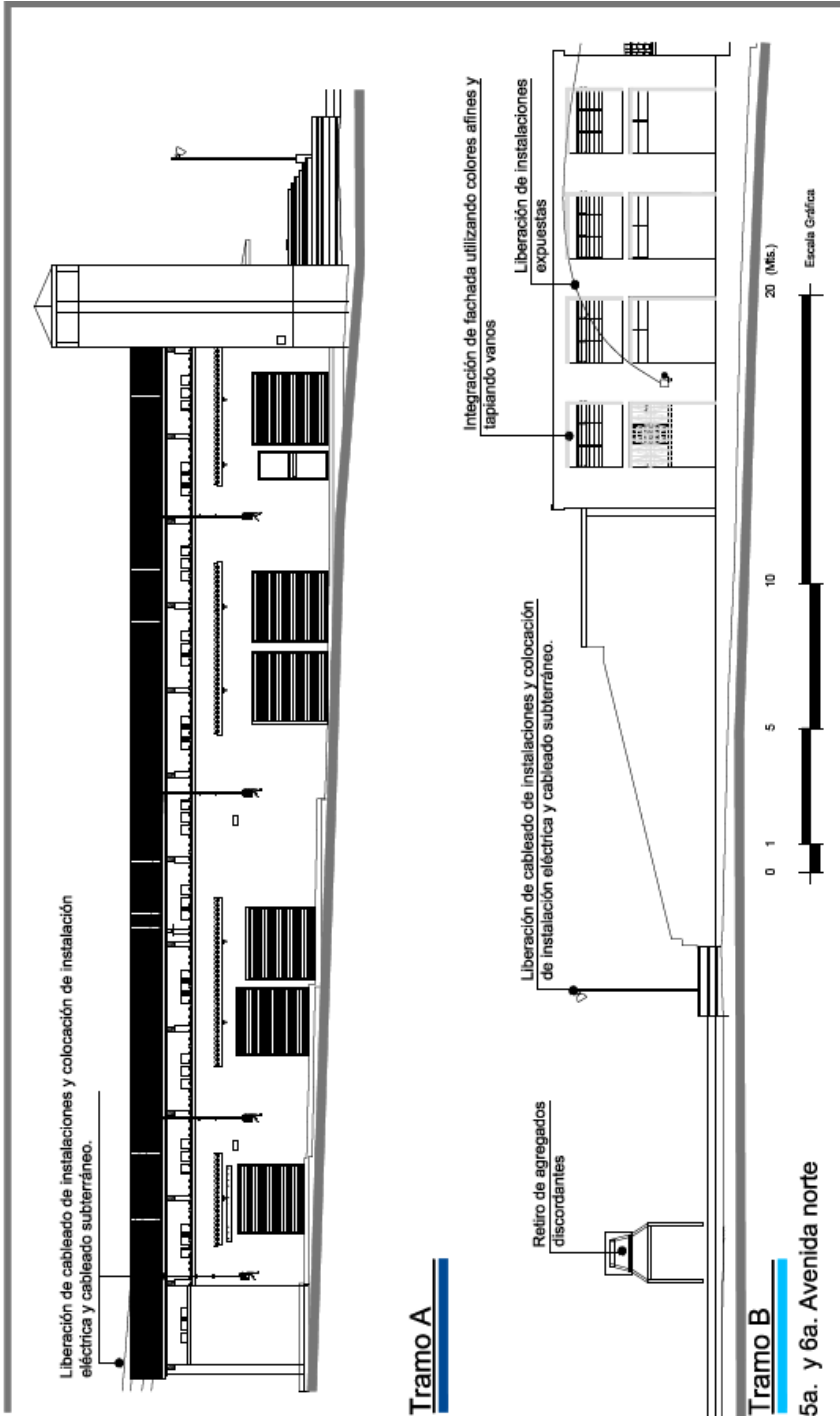 Liberación de cableado de instalaciones y colocación de instalación
eléctrica y cableado subterráneo.
Tramo A
Retiro de agregados
discordantes
Liberación de cableado de instalaciones y colocación
de instalación eléctrica y cableado subterráneo.
Integración de fachada utilizando colores afines y
tapiando vanos
Liberación de instalaciones
expuestas
Tramo B
5a. y 6a. Avenida norte
0 1 5 10 20 (Mts.)
Escala Gráfica